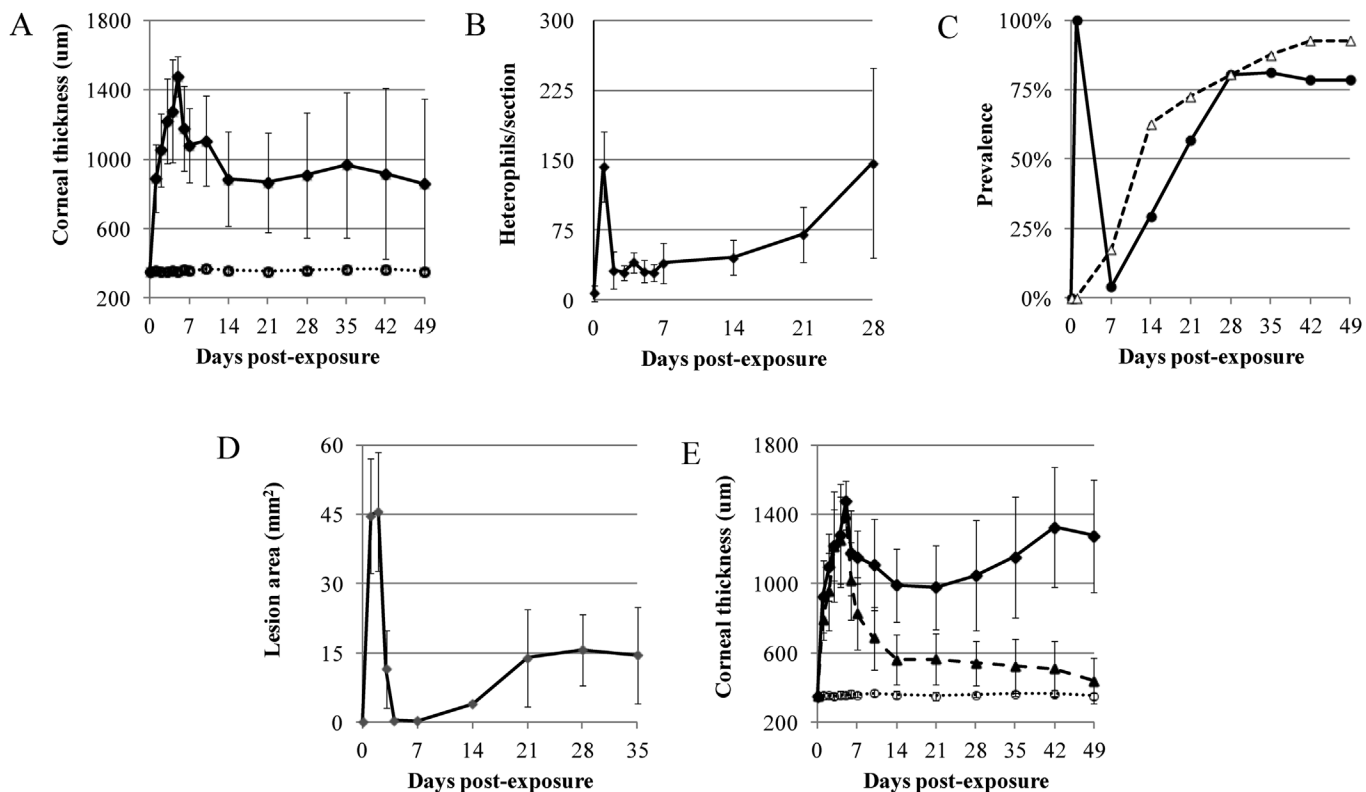 A
Corneal thickness (um)
1800
1400
1000
600
200
0 7 14 21 28 35 42 49
Days post-exposure
B
Heterophils/section
300
225
150
75
0
0 7 14 21 28
Days post-exposure
C
Prevalence
100%
75%
50%
25%
0%
0 7 14 21 28 35 42 49
Days post-exposure
D
Lesion area (mm²)
60
45
30
15
0
0 7 14 21 28 35
Days post-exposure
E
Corneal thickness (um)
1800
1400
1000
600
200
0 7 14 21 28 35 42 49
Days post-exposure